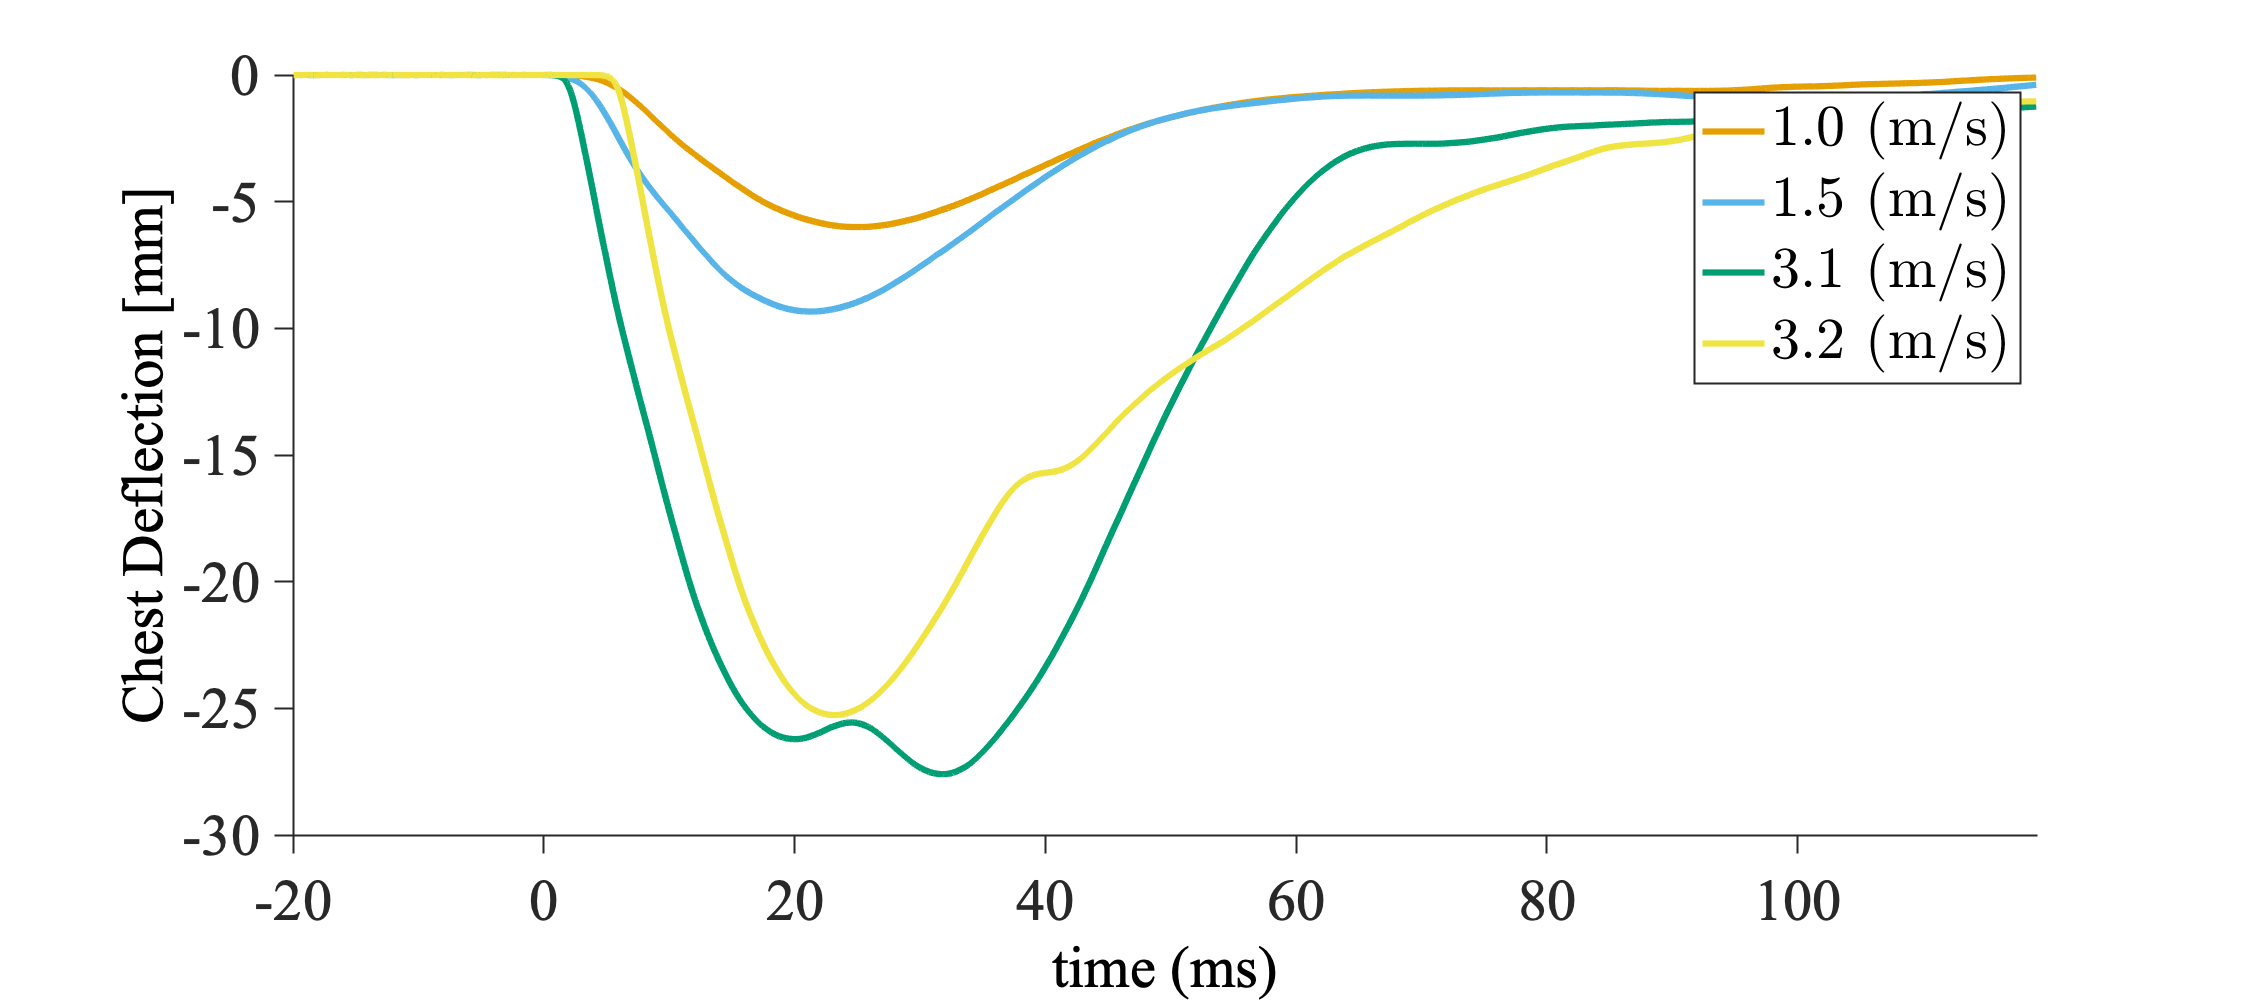 0
-5
-10
-15
-20
-25
-30
Chest Deflection [mm]
1.0 (m/s)
1.5 (m/s)
3.1 (m/s)
3.2 (m/s)
-20 0 20 40 60 80 100
time (ms)